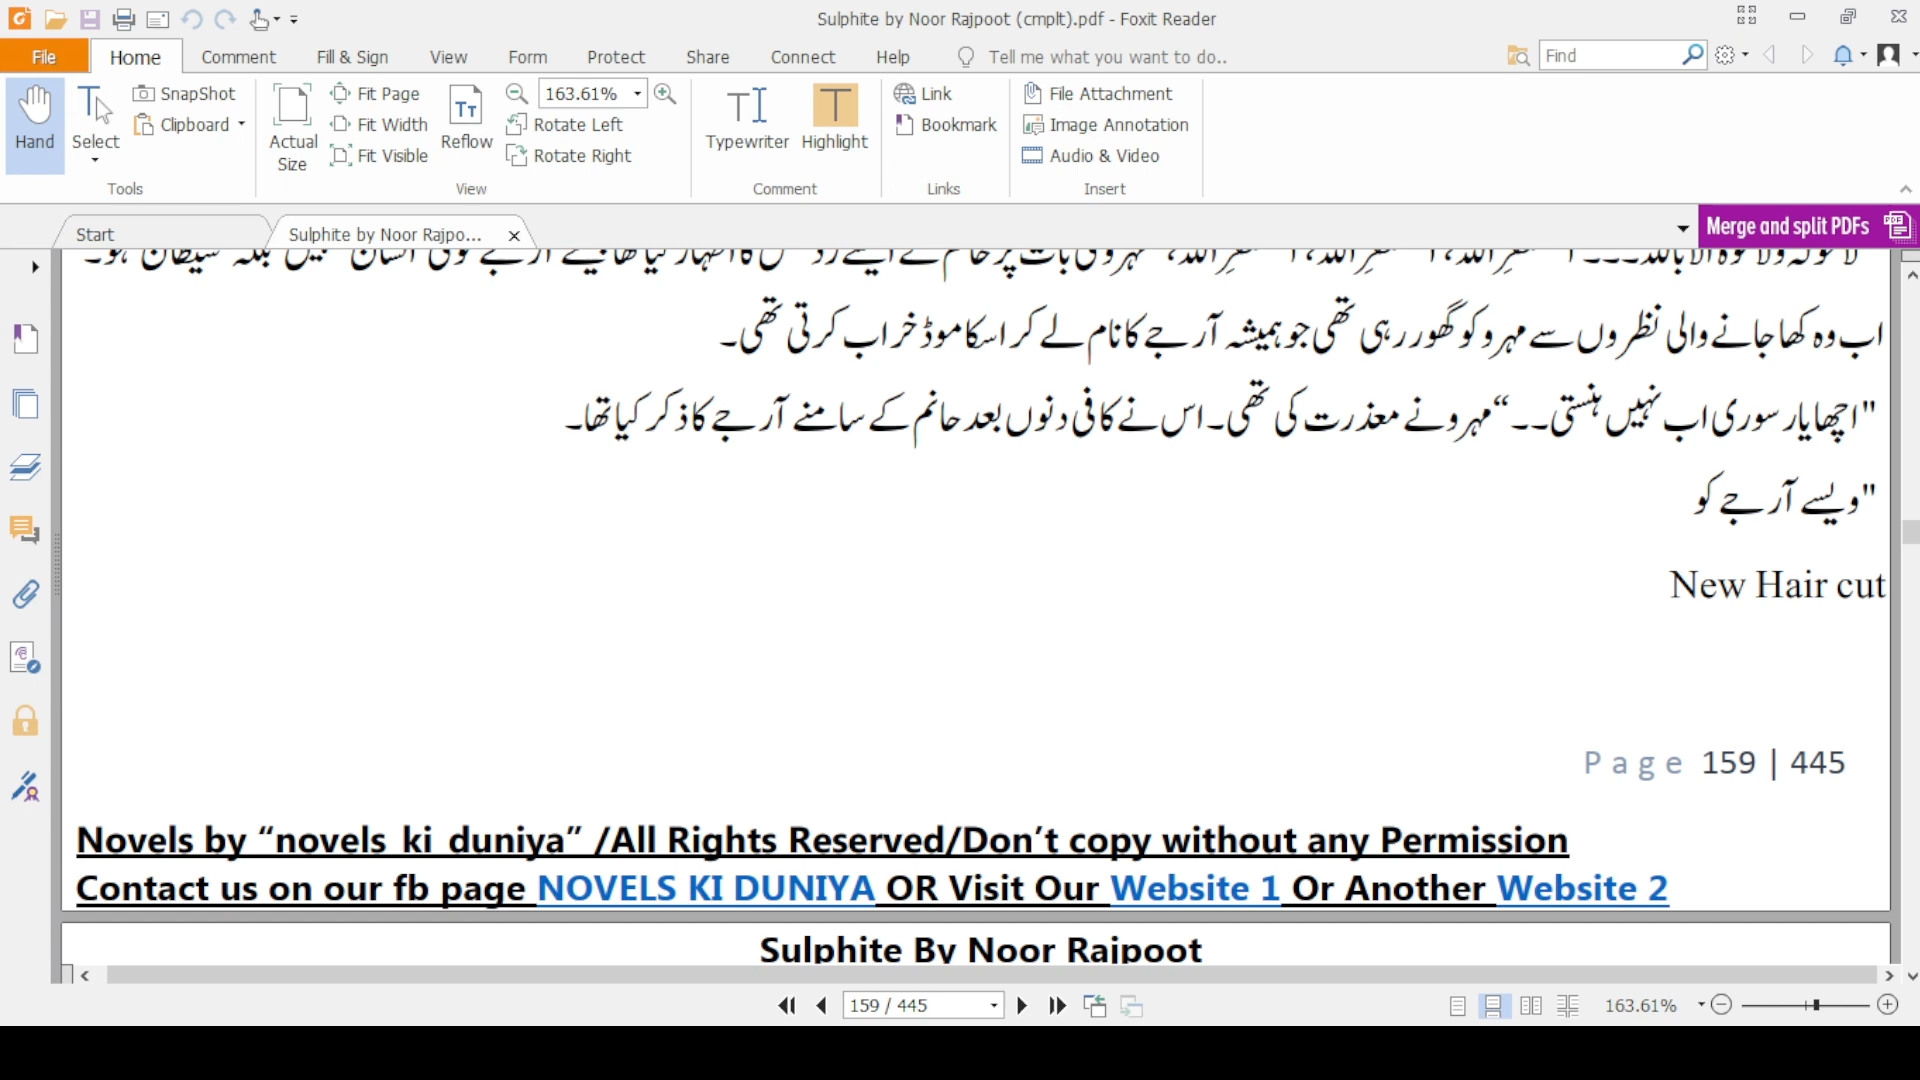 Sulphite by Noor Rajpoot (cmplt).pdf - Foxit Reader
File Home Comment Fill & Sign View Form Protect Share Connect Help Tell me what you want to do.. Find
Hand Select SnapShot Clipboard Actual Size Fit Page Fit Width Fit Visible Reflow 163.61% Rotate Left Rotate Right Typewriter Highlight Link Bookmark File Attachment Image Annotation Audio & Video
Tools View Comment Links Insert
Start Sulphite by Noor Rajpo... Merge and split PDFs
اب وہ کھا جانے والی نظروں سے مہرو کو گھور رہی تھی جو ہمیشہ آر جے کا نام لے کر اسکا موڈ خراب کرتی تھی۔
"اچھا یار سوری اب نہیں ہنستی۔۔“ مہرو نے معذرت کی تھی۔ اس نے کافی دنوں بعد حانم کے سامنے آر جے کا ذکر کیا تھا۔
"ویسے آر جے کو
New Hair cut
Page 159 | 445
Novels by “novels ki duniya” /All Rights Reserved/Don’t copy without any Permission
Contact us on our fb page NOVELS KI DUNIYA OR Visit Our Website 1 Or Another Website 2
Sulphite By Noor Rajpoot
159 / 445 163.61%